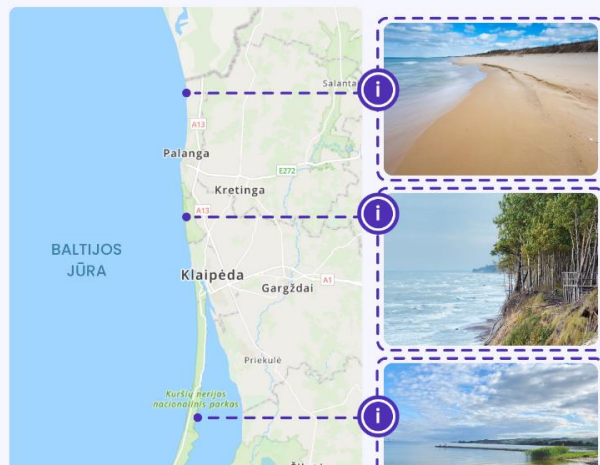 Salanta
A13
Palanga
E272
Kretinga
A13
BALTIJOS
JŪRA
Klaipėda
A1
Gargždai
Priekulė
Kuršių nerijos
nacionalinis parkas
i
i
i